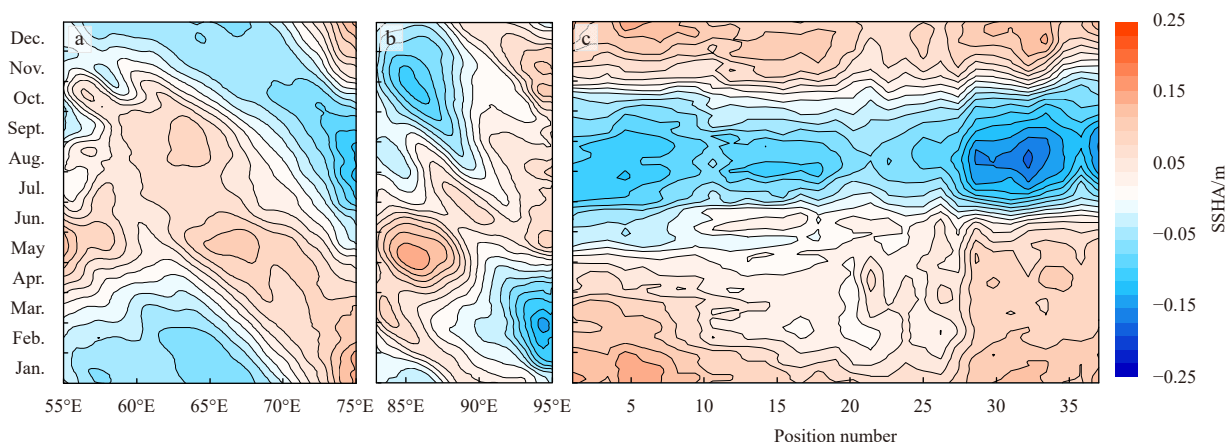 a
b
c
Dec.
Nov.
Oct.
Sept.
Aug.
Jul.
Jun.
May
Apr.
Mar.
Feb.
Jan.
55°E 60°E 65°E 70°E 75°E
85°E 90°E 95°E
5 10 15 20 25 30 35
Position number
0.25
0.15
0.05
−0.05
−0.15
−0.25
SSHA/m